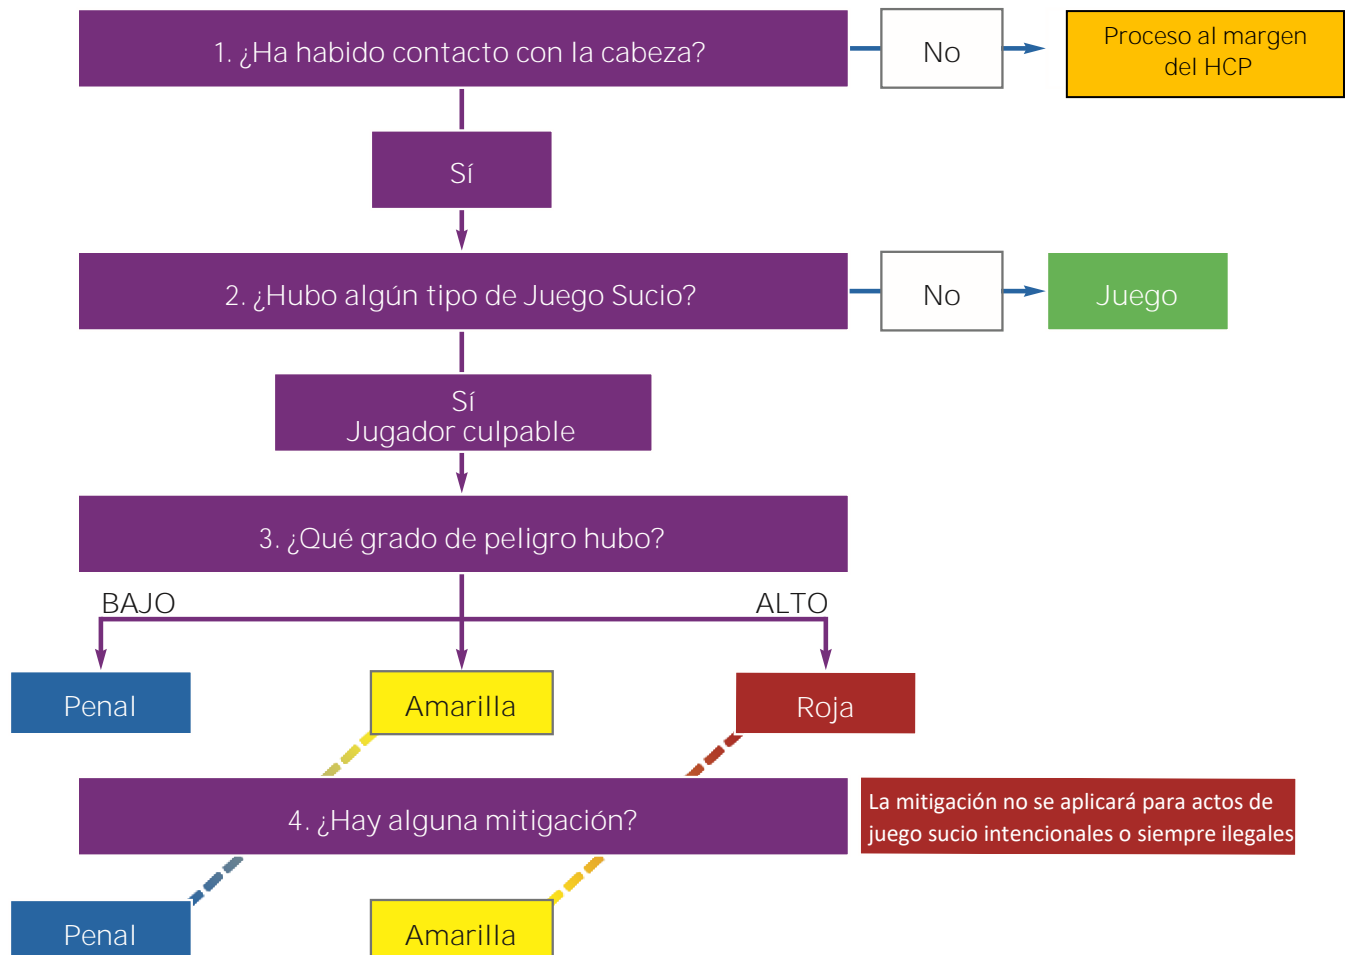 1. ¿Ha habido contacto con la cabeza?
No
Proceso al margen
del HCP
Sí
2. ¿Hubo algún tipo de Juego Sucio?
No
Juego
Sí
Jugador culpable
3. ¿Qué grado de peligro hubo?
BAJO
ALTO
Penal
Amarilla
Roja
4. ¿Hay alguna mitigación?
La mitigación no se aplicará para actos de
juego sucio intencionales o siempre ilegales
Penal
Amarilla